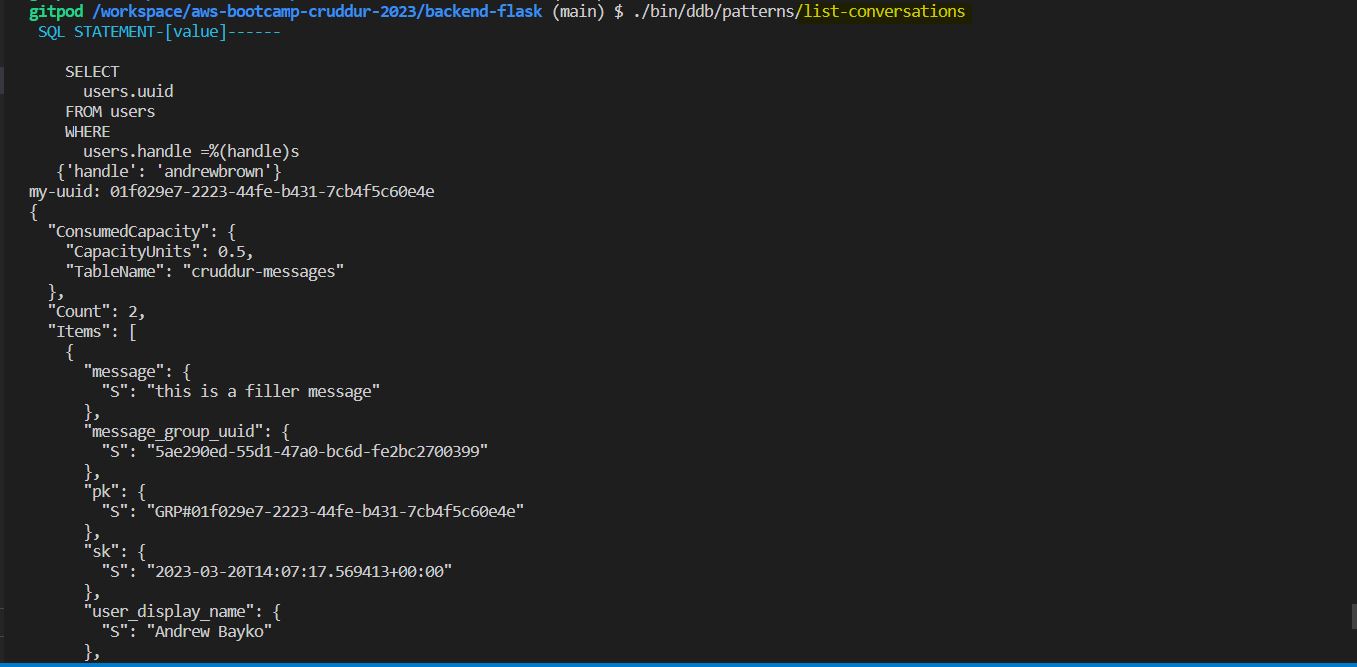 gitpod /workspace/aws-bootcamp-cruddur-2023/backend-flask (main) $ ./bin/ddb/patterns/list-conversations
SQL STATEMENT-[value]------
SELECT
users.uuid
FROM users
WHERE
users.handle =%(handle)s
{'handle': 'andrewbrown'}
my-uuid: 01f029e7-2223-44fe-b431-7cb4f5c60e4e
{
"ConsumedCapacity": {
"CapacityUnits": 0.5,
"TableName": "cruddur-messages"
},
"Count": 2,
"Items": [
{
"message": {
"S": "this is a filler message"
},
"message_group_uuid": {
"S": "5ae290ed-55d1-47a0-bc6d-fe2bc2700399"
},
"pk": {
"S": "GRP#01f029e7-2223-44fe-b431-7cb4f5c60e4e"
},
"sk": {
"S": "2023-03-20T14:07:17.569413+00:00"
},
"user_display_name": {
"S": "Andrew Bayko"
},